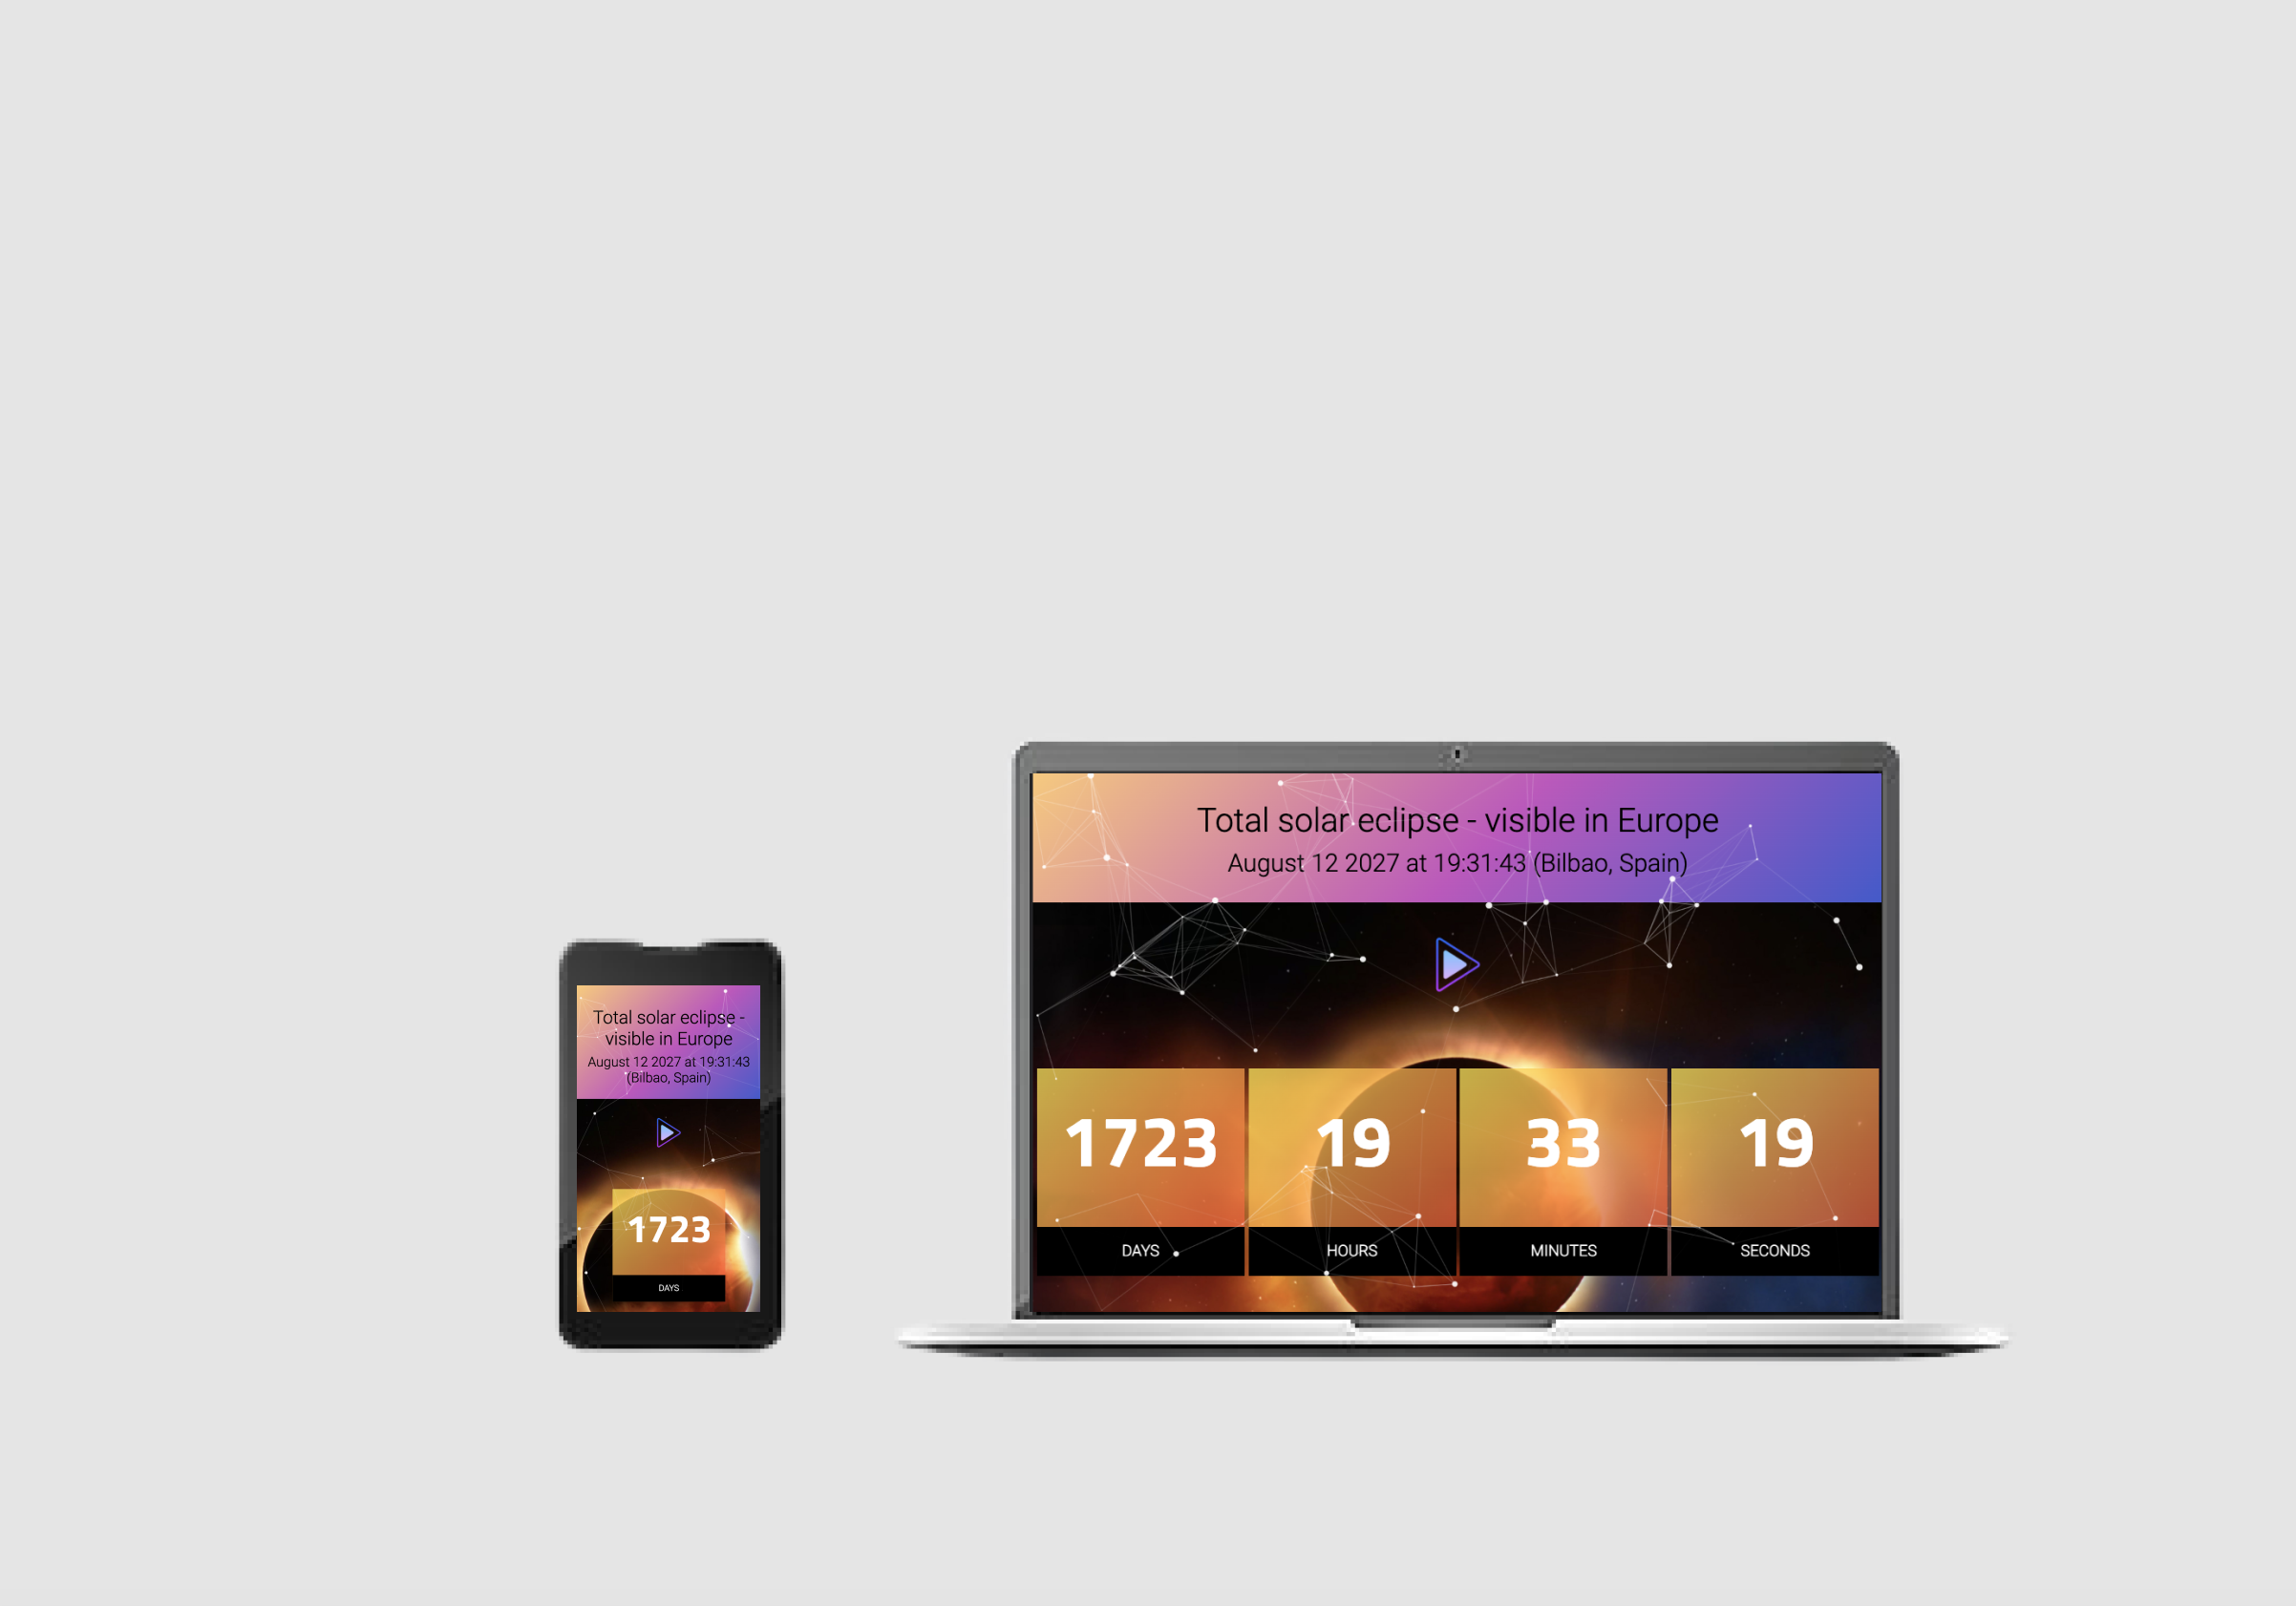 Total solar eclipse - visible in Europe
August 12 2027 at 19:31:43 (Bilbao, Spain)
1723
19
33
19
DAYS
HOURS
MINUTES
SECONDS
Total solar eclipse -
visible in Europe
August 12 2027 at 19:31:43
(Bilbao, Spain)
1723
DAYS